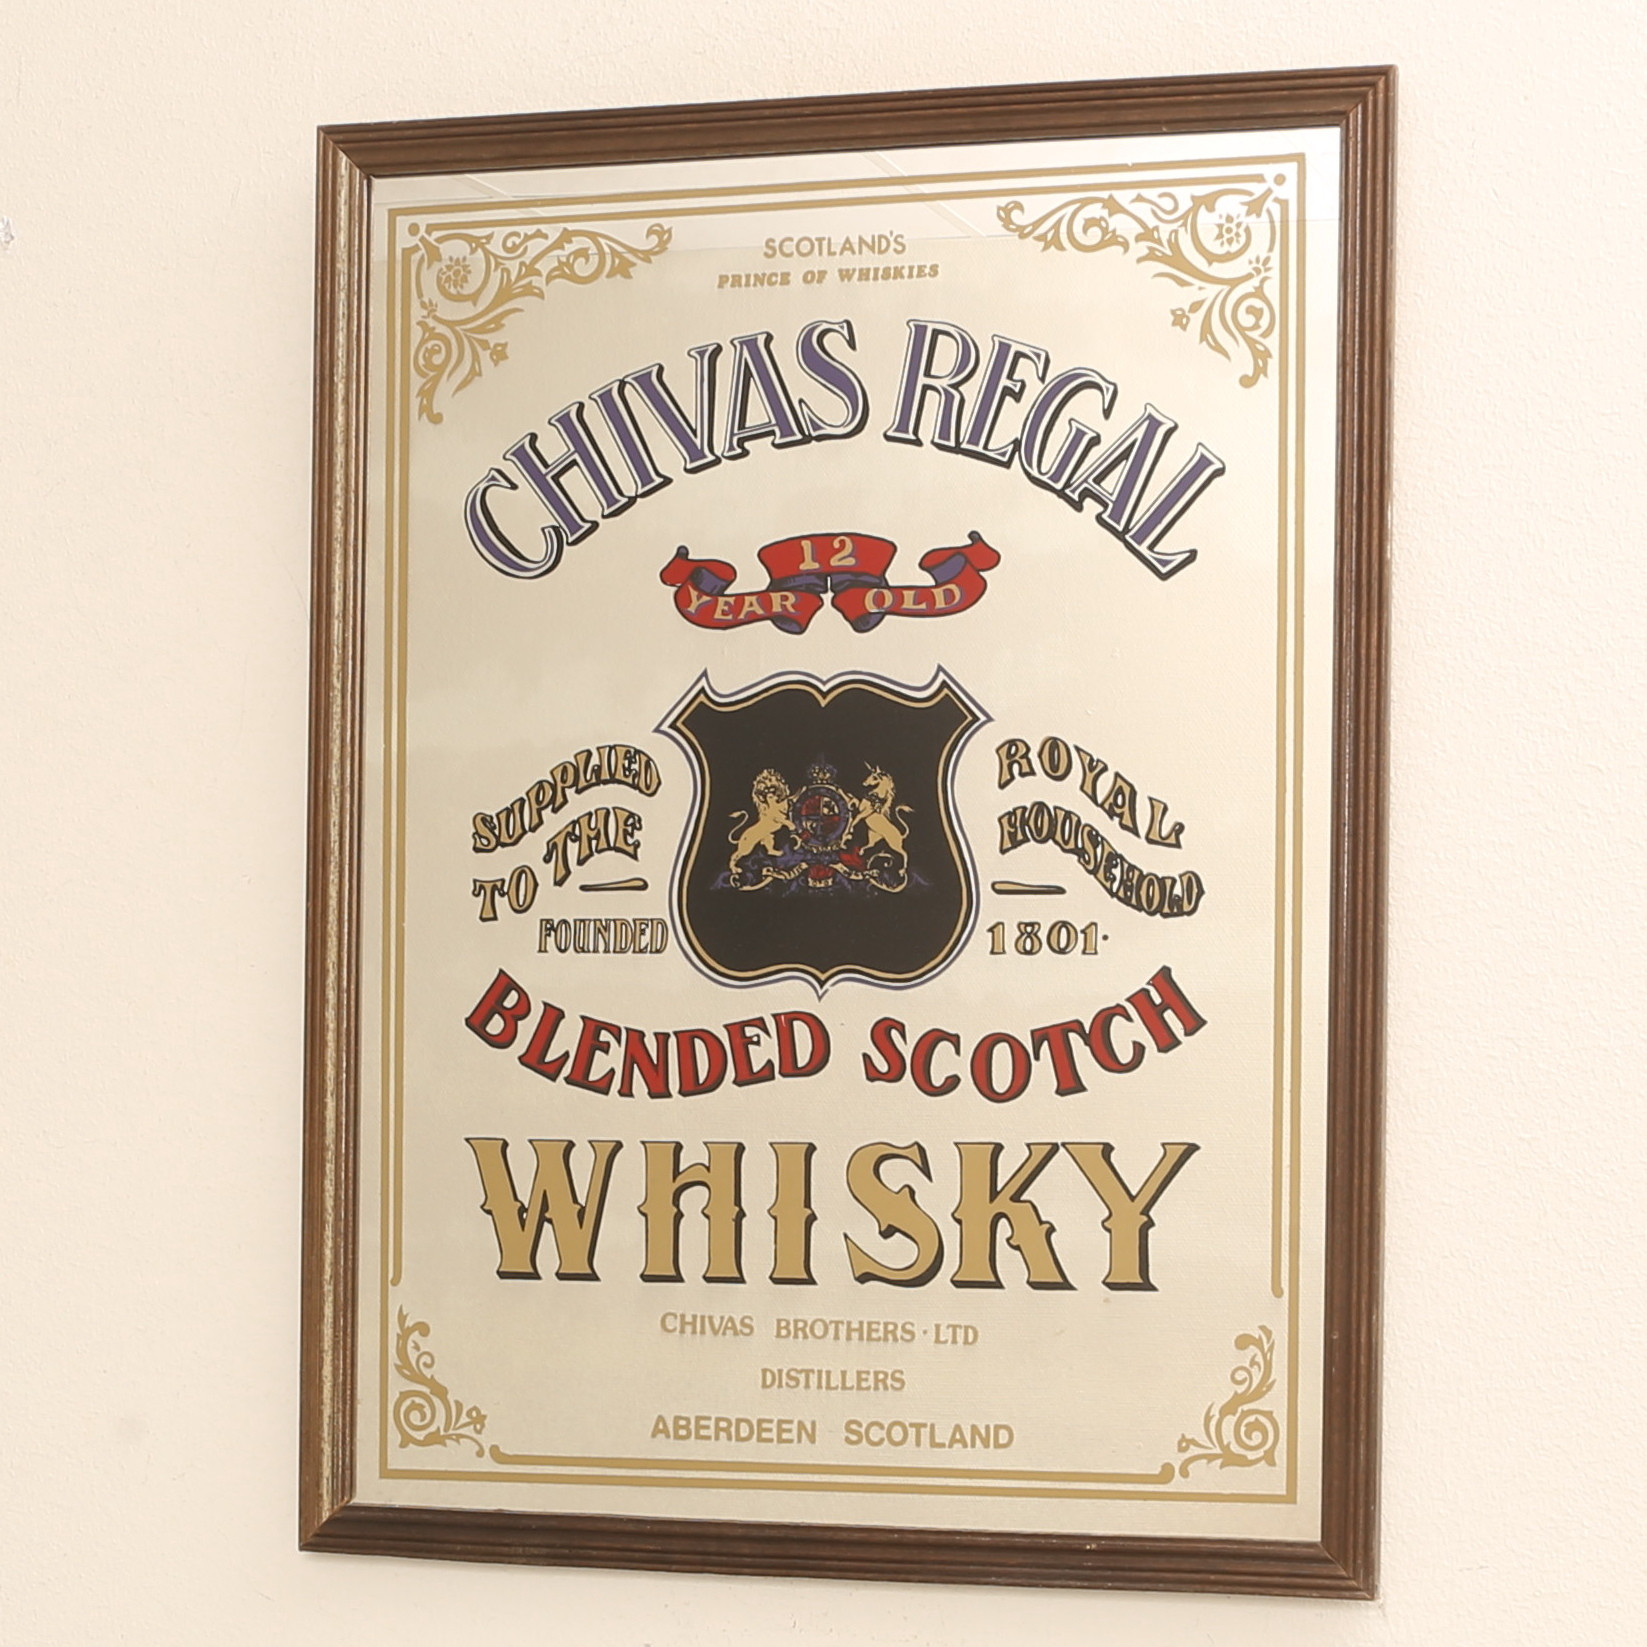 SCOTLAND'S
PRINCE OF WHISKIES
CHIVAS REGAL
12
YEAR OLD
SUPPLIED
TO THE
ROYAL
HOUSEHOLD
FOUNDED 1801·
BLENDED SCOTCH
WHISKY
CHIVAS BROTHERS · LTD
DISTILLERS
ABERDEEN SCOTLAND